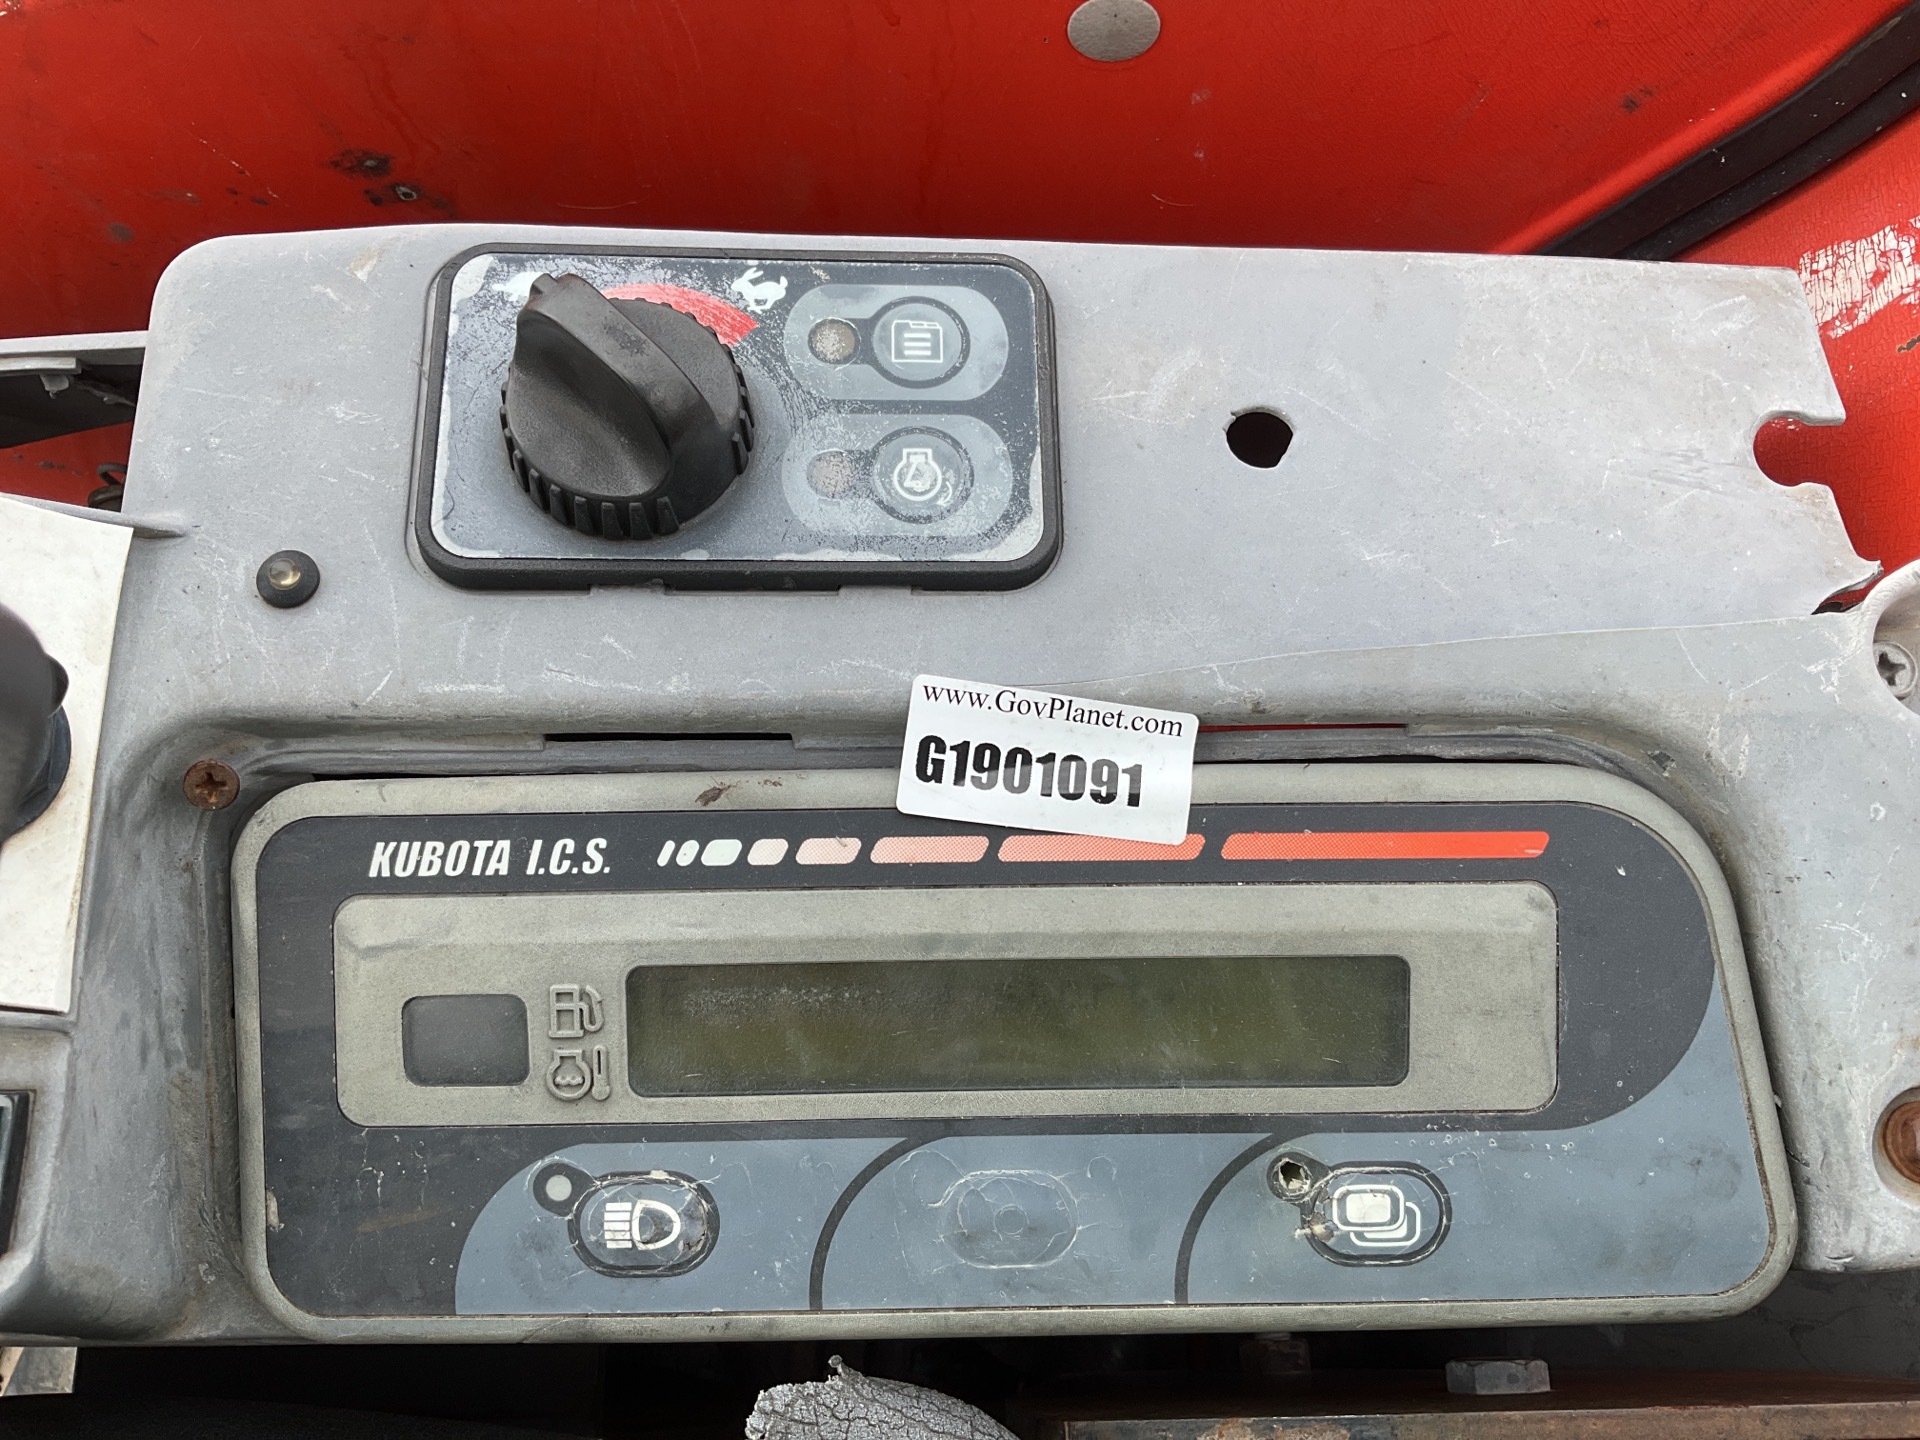 www.GovPlanet.com
G1901091
KUBOTA I.C.S.